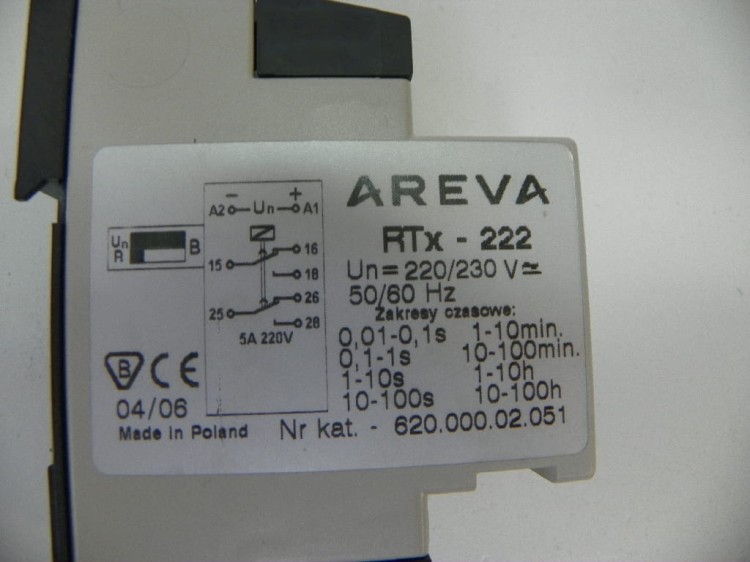 AREVA
RTx - 222
Un= 220/230 V≂
50/60 Hz
Zakresy czasowe:
0,01-0,1s 1-10min.
0,1-1s 10-100min.
1-10s 1-10h
10-100s 10-100h
Nr kat. - 620.000.02.051
- +
A2 Un A1
15 16
18
25 26
28
5A 220V
Un
R B
B CE
04/06
Made in Poland